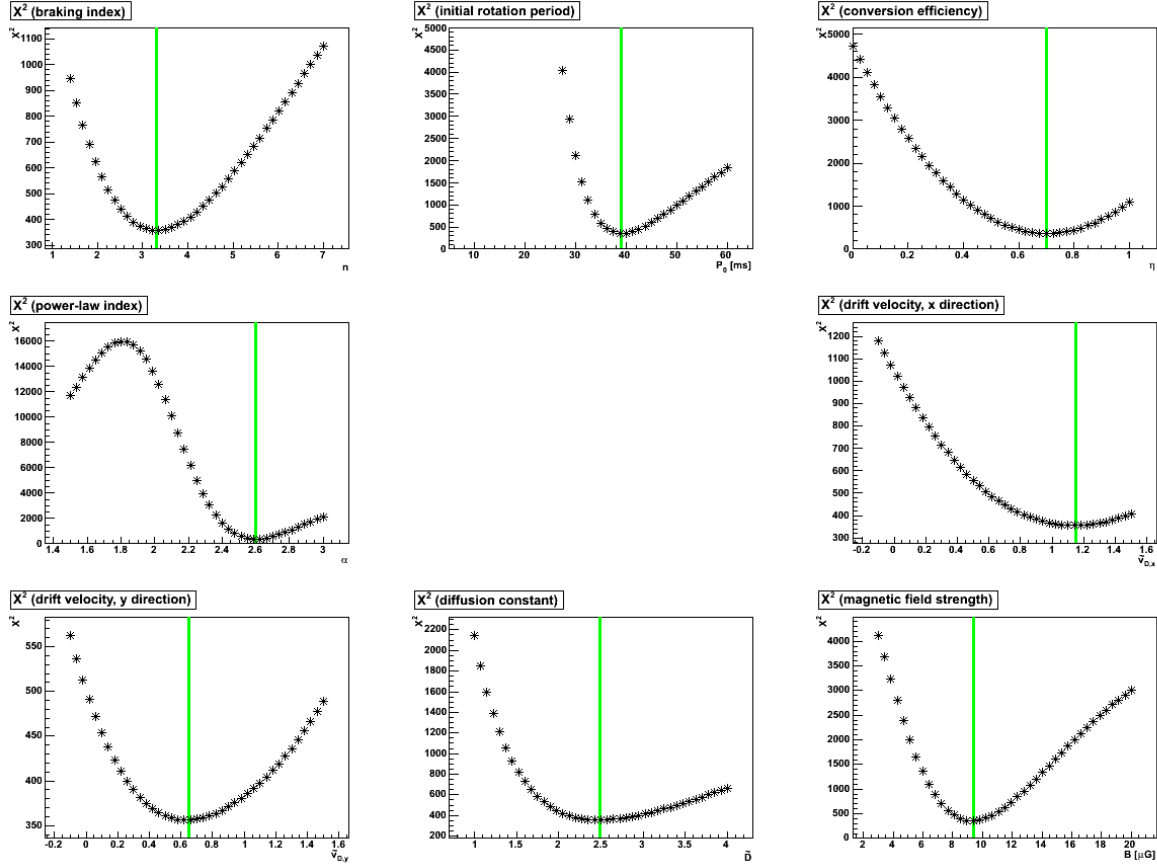 X² (braking index)
X²
1100
1000
900
800
700
600
500
400
300
1 2 3 4 5 6 7
n
X² (initial rotation period)
X²
5000
4500
4000
3500
3000
2500
2000
1500
1000
500
0
10 20 30 40 50 60
P₀ [ms]
X² (conversion efficiency)
X²
5000
4000
3000
2000
1000
0
0 0.2 0.4 0.6 0.8 1
η
X² (power-law index)
X²
16000
14000
12000
10000
8000
6000
4000
2000
0
1.4 1.6 1.8 2 2.2 2.4 2.6 2.8 3
α
X² (drift velocity, x direction)
X²
1200
1100
1000
900
800
700
600
500
400
300
-0.2 0 0.2 0.4 0.6 0.8 1 1.2 1.4 1.6
ṽD,x
X² (drift velocity, y direction)
X²
550
500
450
400
350
-0.2 0 0.2 0.4 0.6 0.8 1 1.2 1.4 1.6
ṽD,y
X² (diffusion constant)
X²
2200
2000
1800
1600
1400
1200
1000
800
600
400
200
1 1.5 2 2.5 3 3.5 4
D̃
X² (magnetic field strength)
X²
4000
3500
3000
2500
2000
1500
1000
500
0
2 4 6 8 10 12 14 16 18 20
B [μG]